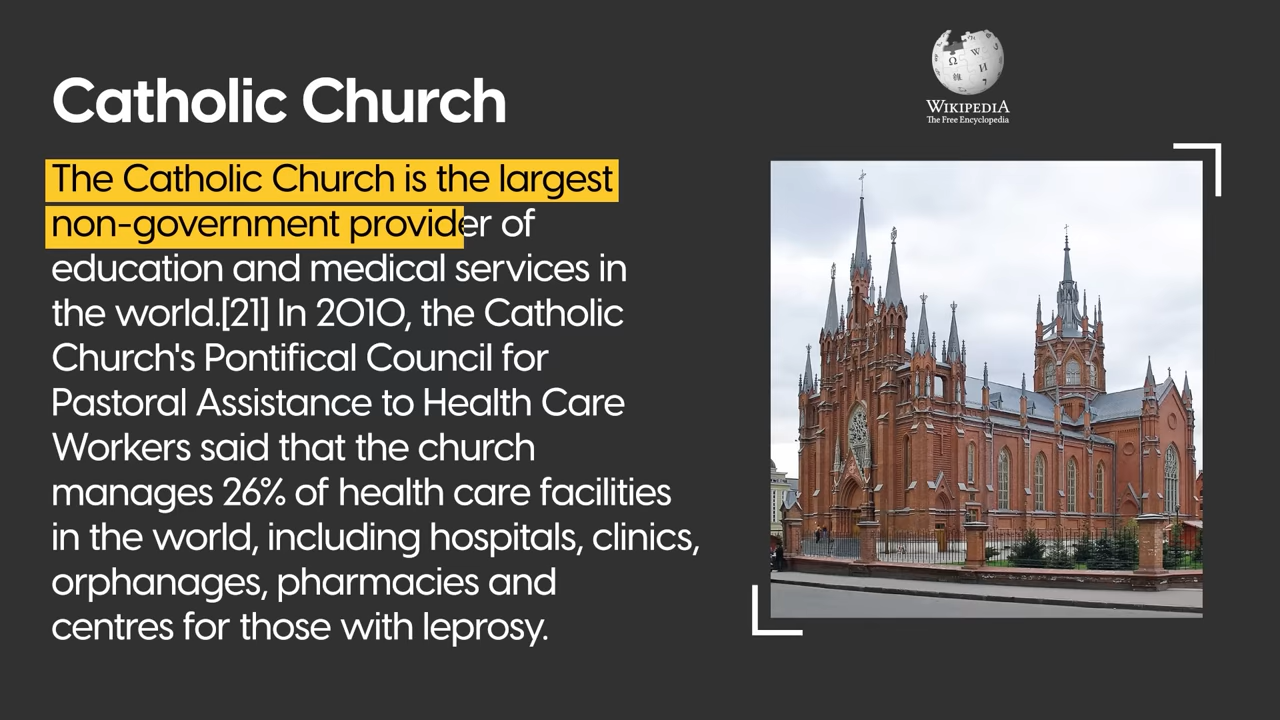 Catholic Church
The Catholic Church is the largest
non-government provider of
education and medical services in
the world.[21] In 2010, the Catholic
Church's Pontifical Council for
Pastoral Assistance to Health Care
Workers said that the church
manages 26% of health care facilities
in the world, including hospitals, clinics,
orphanages, pharmacies and
centres for those with leprosy.
WIKIPEDIA
The Free Encyclopedia